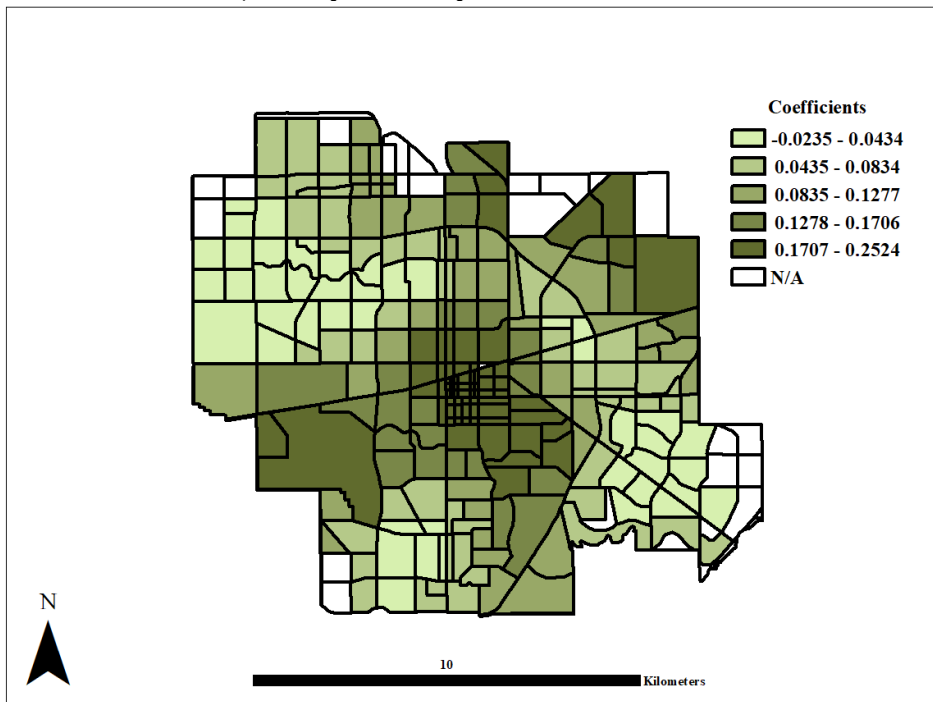 Coefficients
-0.0235 - 0.0434
0.0435 - 0.0834
0.0835 - 0.1277
0.1278 - 0.1706
0.1707 - 0.2524
N/A
N
10
Kilometers